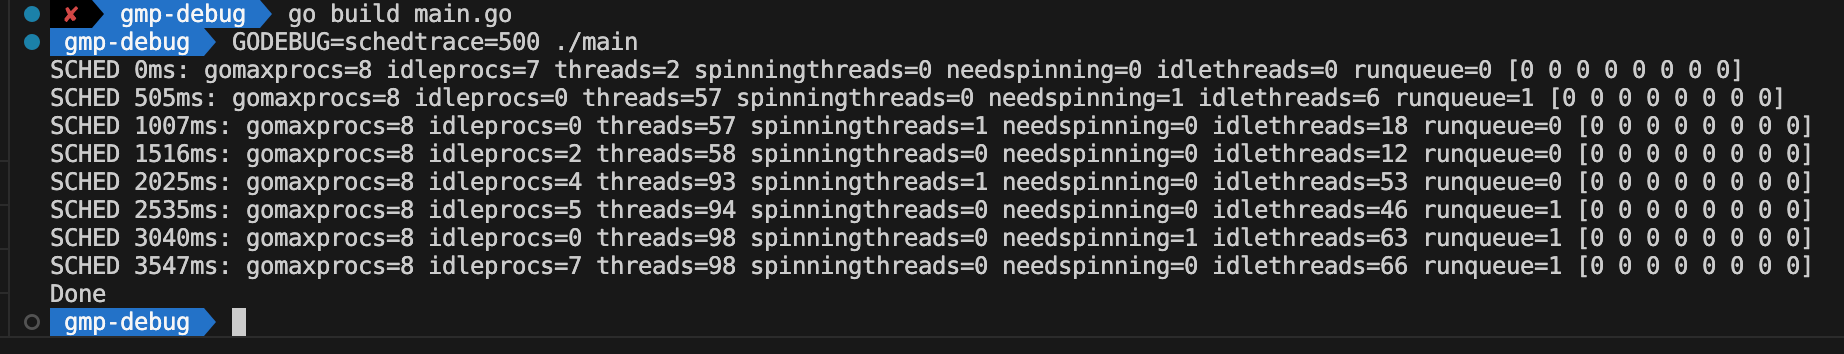 ✘ gmp-debug go build main.go
gmp-debug GODEBUG=schedtrace=500 ./main
SCHED 0ms: gomaxprocs=8 idleprocs=7 threads=2 spinningthreads=0 needspinning=0 idlethreads=0 runqueue=0 [0 0 0 0 0 0 0 0]
SCHED 505ms: gomaxprocs=8 idleprocs=0 threads=57 spinningthreads=0 needspinning=1 idlethreads=6 runqueue=1 [0 0 0 0 0 0 0 0]
SCHED 1007ms: gomaxprocs=8 idleprocs=0 threads=57 spinningthreads=1 needspinning=0 idlethreads=18 runqueue=0 [0 0 0 0 0 0 0 0]
SCHED 1516ms: gomaxprocs=8 idleprocs=2 threads=58 spinningthreads=0 needspinning=0 idlethreads=12 runqueue=0 [0 0 0 0 0 0 0 0]
SCHED 2025ms: gomaxprocs=8 idleprocs=4 threads=93 spinningthreads=1 needspinning=0 idlethreads=53 runqueue=0 [0 0 0 0 0 0 0 0]
SCHED 2535ms: gomaxprocs=8 idleprocs=5 threads=94 spinningthreads=0 needspinning=0 idlethreads=46 runqueue=1 [0 0 0 0 0 0 0 0]
SCHED 3040ms: gomaxprocs=8 idleprocs=0 threads=98 spinningthreads=0 needspinning=1 idlethreads=63 runqueue=1 [0 0 0 0 0 0 0 0]
SCHED 3547ms: gomaxprocs=8 idleprocs=7 threads=98 spinningthreads=0 needspinning=0 idlethreads=66 runqueue=1 [0 0 0 0 0 0 0 0]
Done
gmp-debug